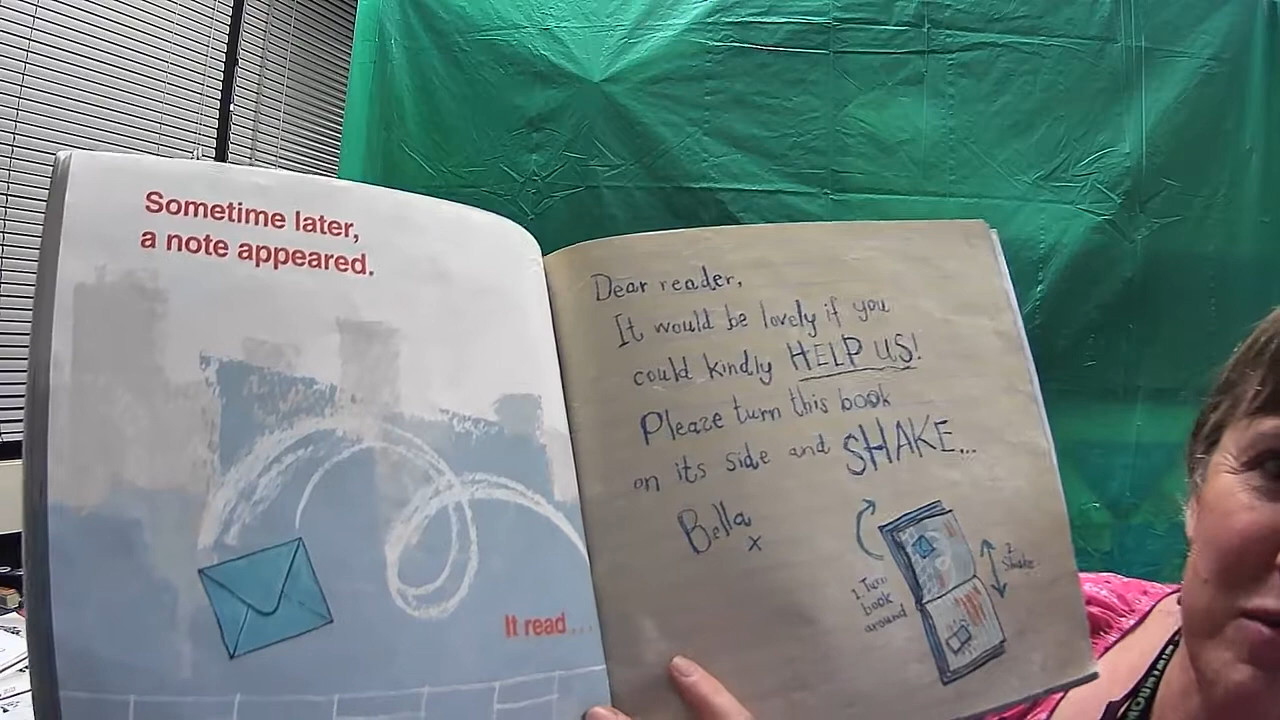 Sometime later,
a note appeared.
It read...
Dear reader,
It would be lovely if you
could kindly HELP US!
Please turn this book
on its side and SHAKE...
Bella
x
1. Turn
book
around
2
Shake